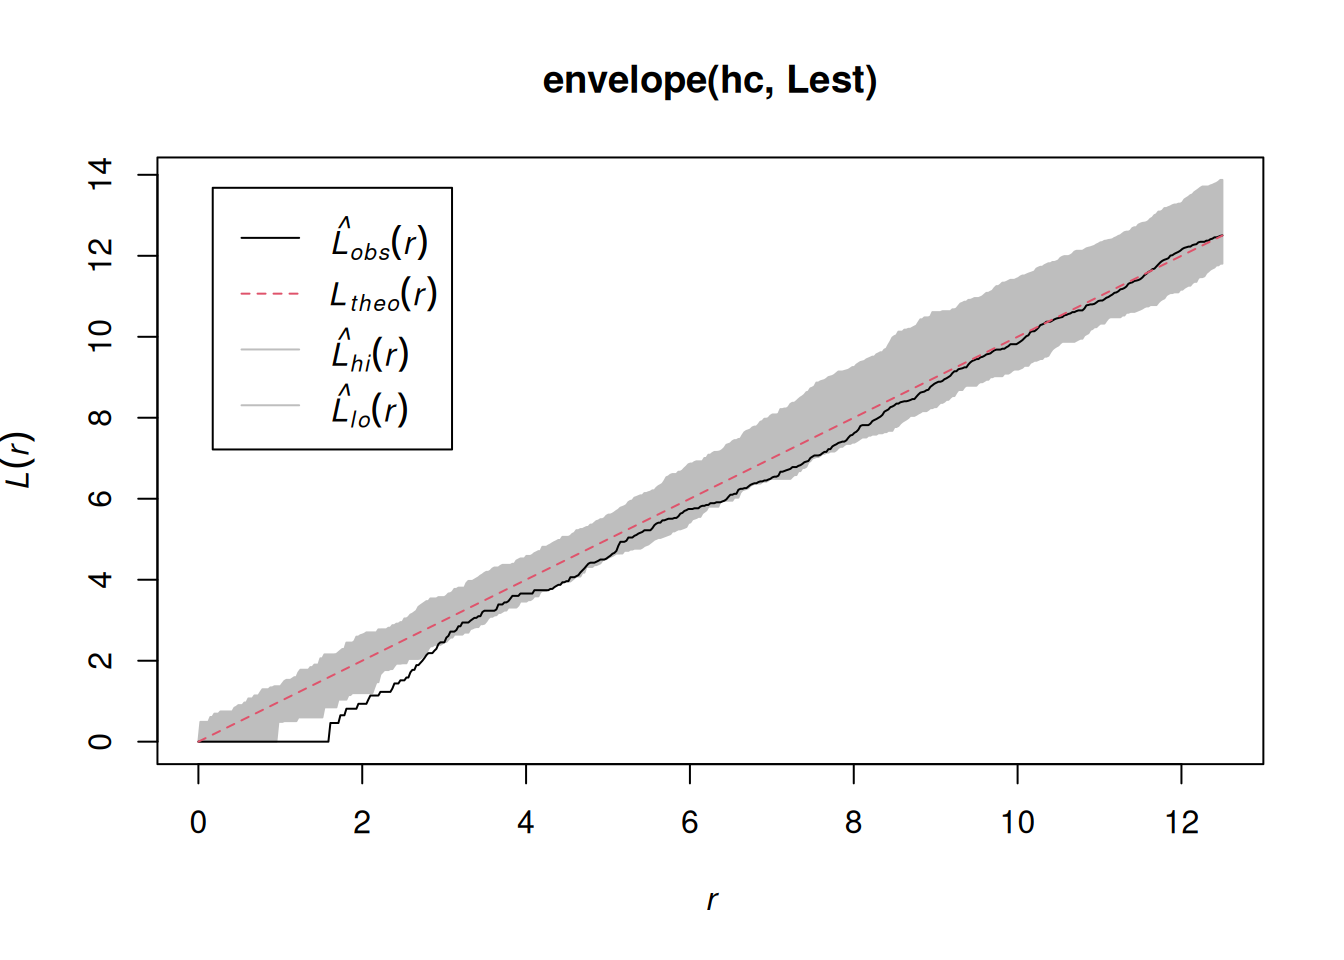 envelope(hc, Lest)
L(r)
14
12
10
8
6
4
2
0
L̂obs(r)
Ltheo(r)
L̂hi(r)
L̂lo(r)
0 2 4 6 8 10 12
r